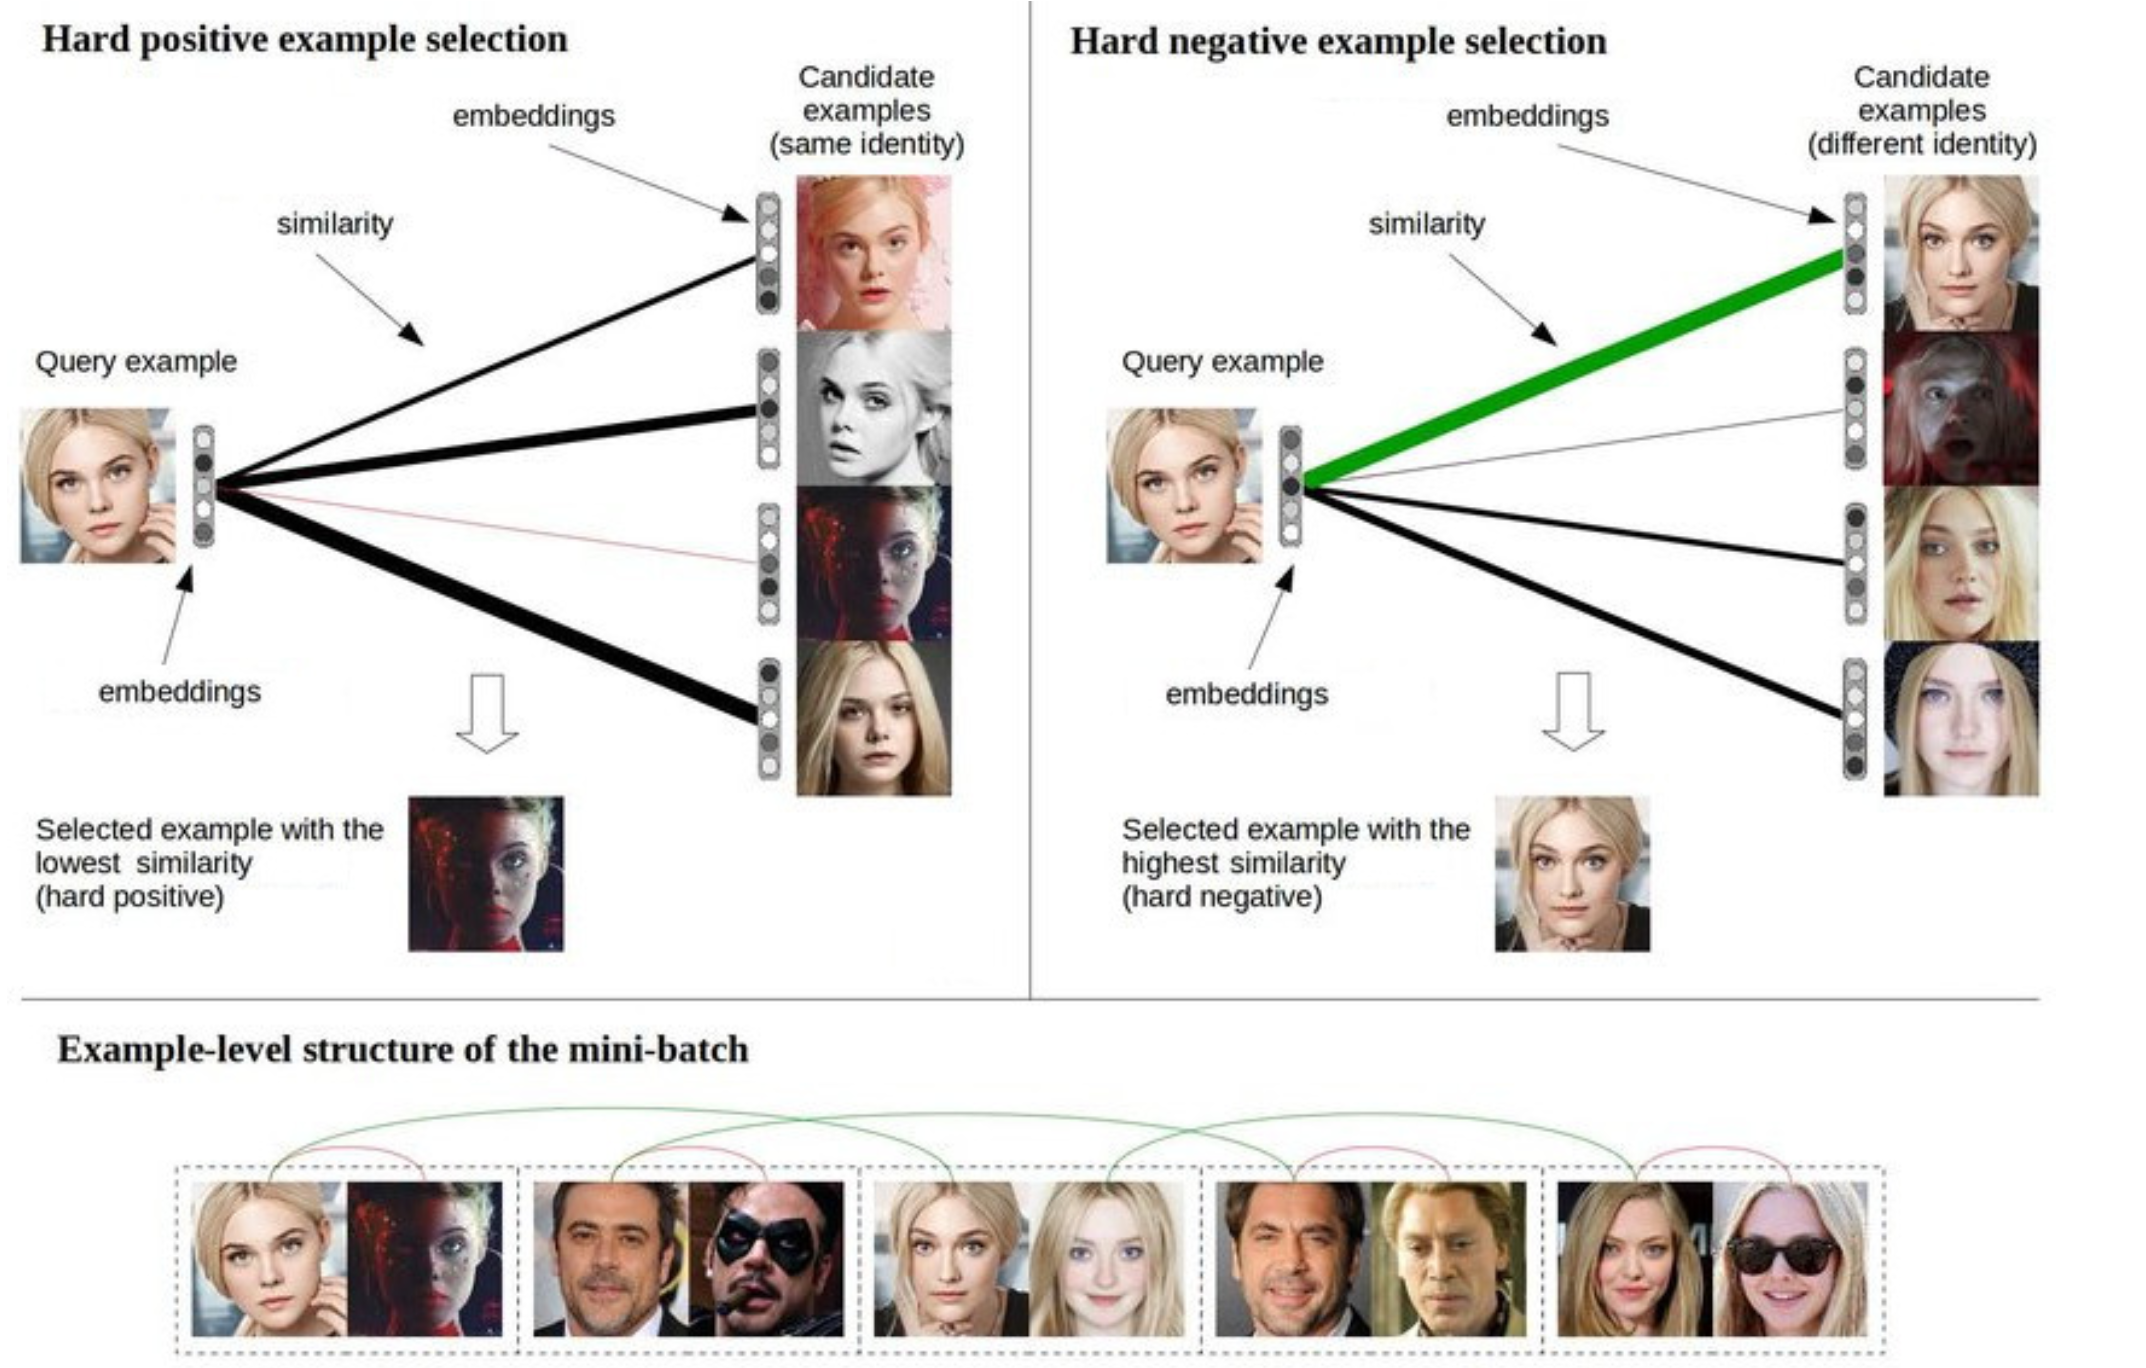 Hard positive example selection
Candidate
examples
(same identity)
embeddings
similarity
Query example
embeddings
Selected example with the
lowest similarity
(hard positive)
Hard negative example selection
Candidate
examples
(different identity)
embeddings
similarity
Query example
embeddings
Selected example with the
highest similarity
(hard negative)
Example-level structure of the mini-batch